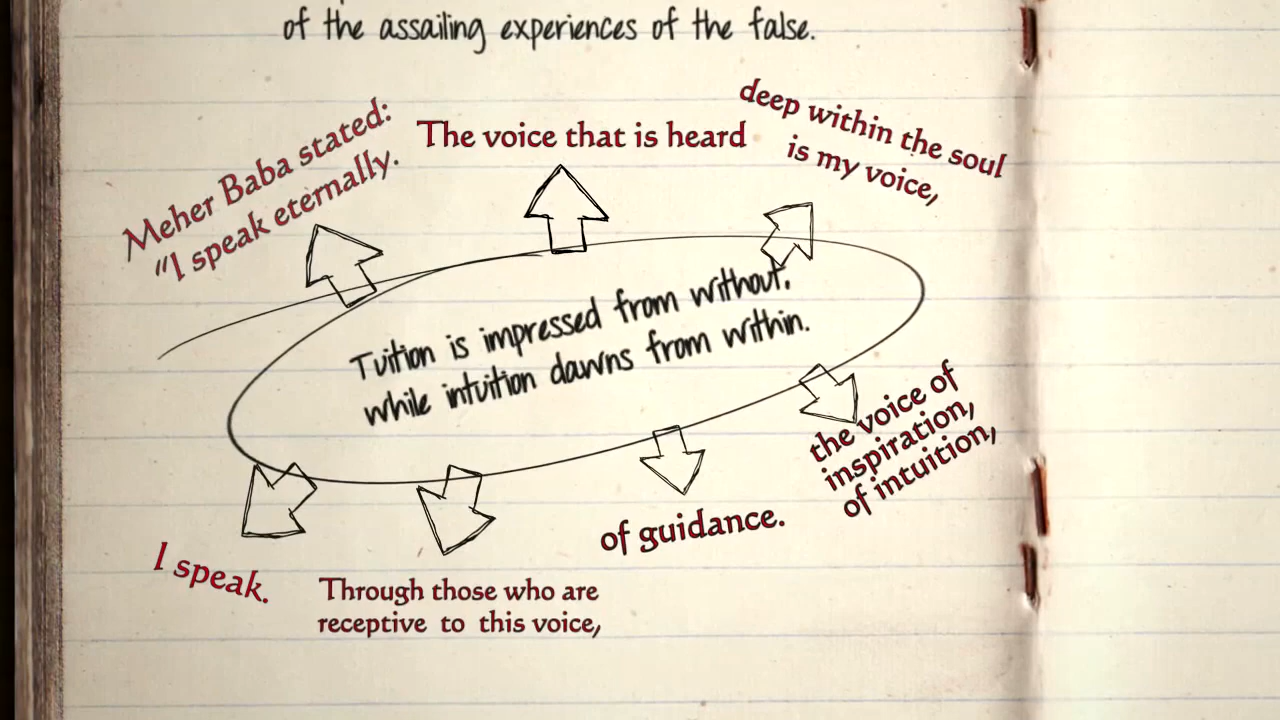 of the assailing experiences of the false.
Meher Baba stated:
"I speak eternally.
The voice that is heard
deep within the soul
is my voice,
Tuition is impressed from without,
while intuition dawns from within.
the voice of
inspiration,
of intuition,
of guidance.
Through those who are
receptive to this voice,
I speak.